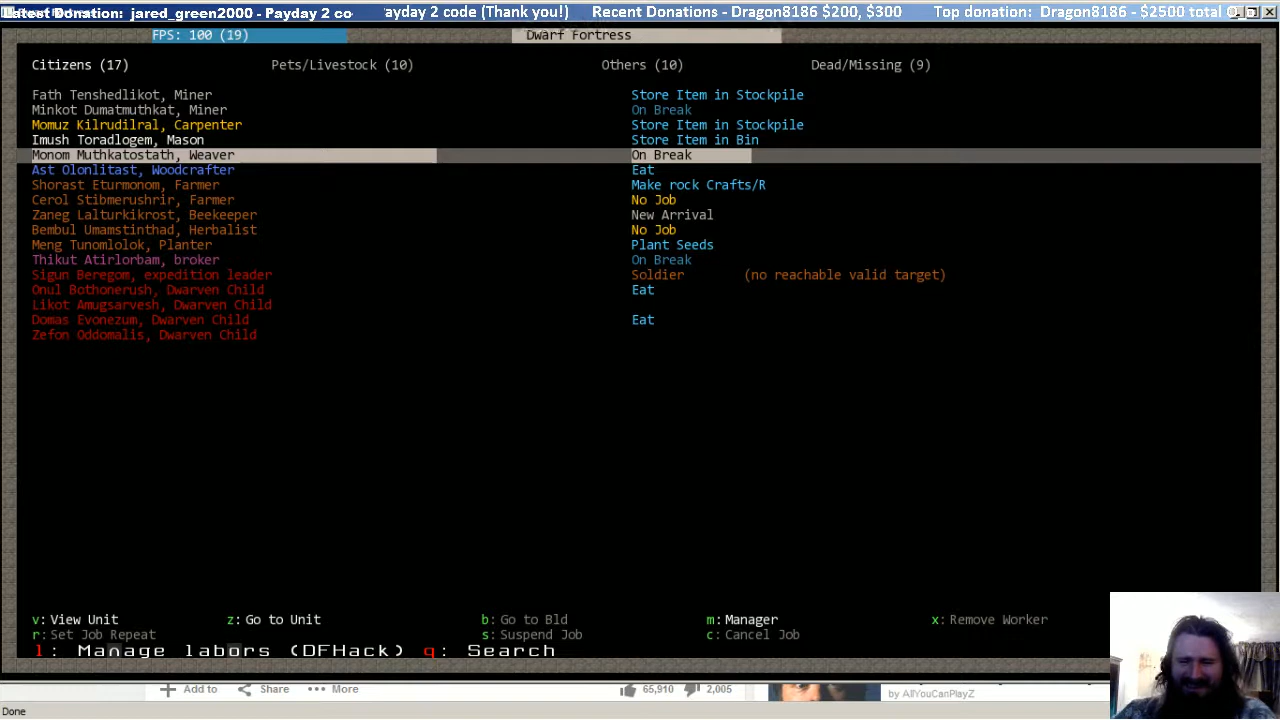 Latest Donation: jared_green2000 - Payday 2 co
ayday 2 code (Thank you!) Recent Donations - Dragon8186 $200, $300 Top donation: Dragon8186 - $2500 total
FPS: 100 (19) Dwarf Fortress
Citizens (17) Pets/Livestock (10) Others (10) Dead/Missing (9)
Fath Tenshedlikot, Miner Store Item in Stockpile
Minkot Dumatmuthkat, Miner On Break
Momuz Kilrudilral, Carpenter Store Item in Stockpile
Imush Toradlogem, Mason Store Item in Bin
Monom Muthkatostath, Weaver On Break
Ast Olonlitast, Woodcrafter Eat
Shorast Eturmonom, Farmer Make rock Crafts/R
Cerol Stibmerushrir, Farmer No Job
Zaneg Lalturkikrost, Beekeeper New Arrival
Bembul Umamstinthad, Herbalist No Job
Meng Tunomlolok, Planter Plant Seeds
Thikut Atirlorbam, broker On Break
Sigun Beregom, expedition leader Soldier (no reachable valid target)
Onul Bothonerush, Dwarven Child Eat
Likot Amugsarvesh, Dwarven Child
Domas Evonezum, Dwarven Child Eat
Zefon Oddomalis, Dwarven Child
v: View Unit z: Go to Unit b: Go to Bld m: Manager x: Remove Worker
r: Set Job Repeat s: Suspend Job c: Cancel Job
l: Manage labors (DFHack) q: Search
Add to Share More 65,910 2,005
by AllYouCanPlayZ
Done